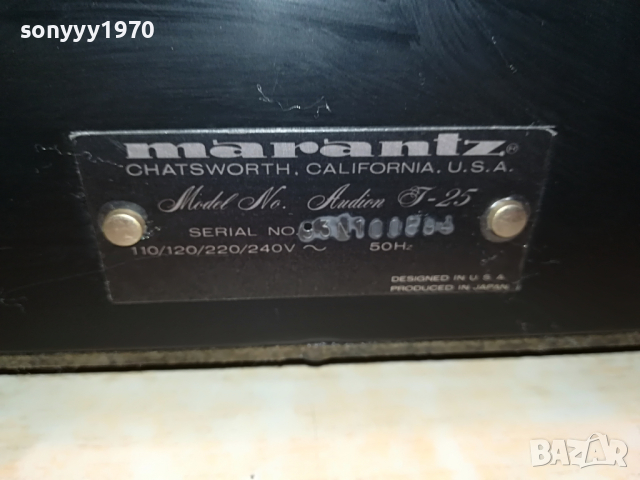 sonyyy1970
marantz®
CHATSWORTH, CALIFORNIA, U.S.A.
Model No. Audion T-25
SERIAL NO.
110/120/220/240V ~ 50Hz
DESIGNED IN U.S.A.
PRODUCED IN JAPAN
BAZAR